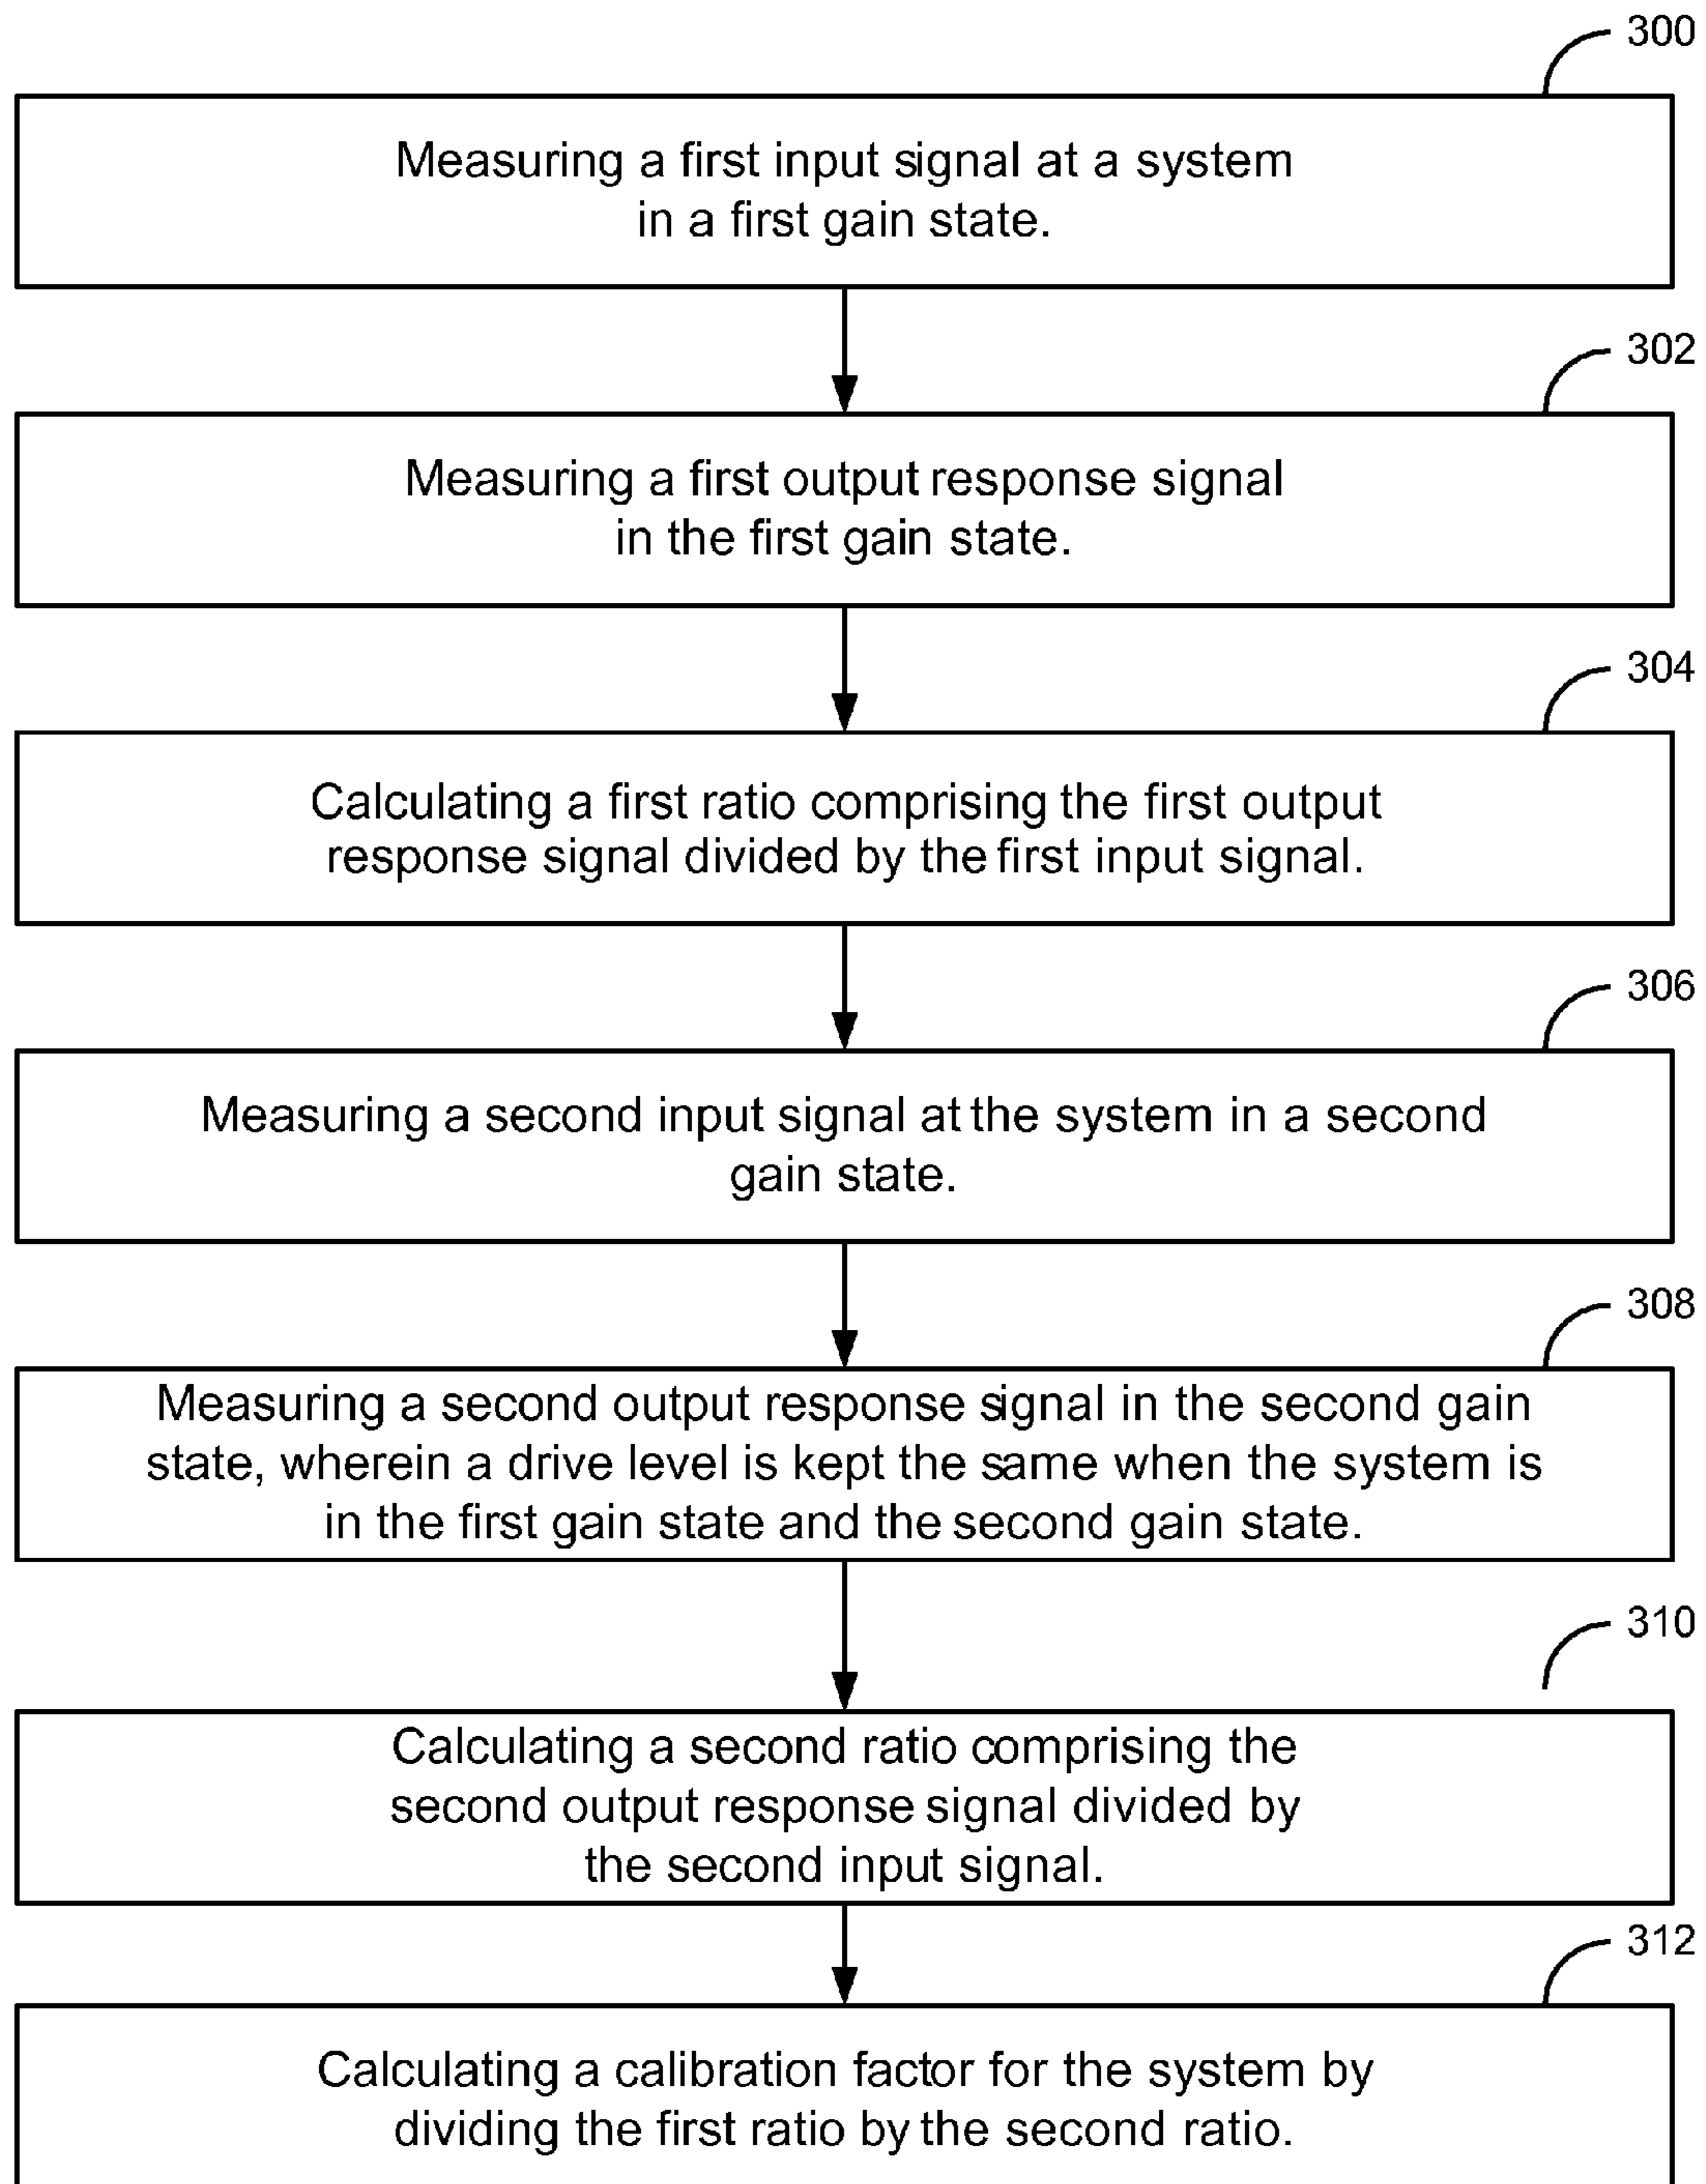 300
Measuring a first input signal at a system
in a first gain state.
302
Measuring a first output response signal
in the first gain state.
304
Calculating a first ratio comprising the first output
response signal divided by the first input signal.
306
Measuring a second input signal at the system in a second
gain state.
308
Measuring a second output response signal in the second gain
state, wherein a drive level is kept the same when the system is
in the first gain state and the second gain state.
310
Calculating a second ratio comprising the
second output response signal divided by
the second input signal.
312
Calculating a calibration factor for the system by
dividing the first ratio by the second ratio.